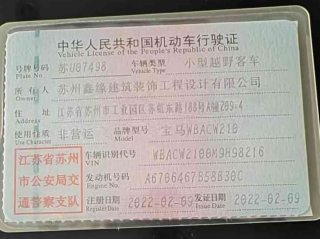 中华人民共和国机动车行驶证
Vehicle License of the People's Republic of China
号牌号码 苏U07498 车辆类型 小型越野客车
Plate No. Vehicle Type
所有人 苏州鑫缘建筑装饰工程设计有限公司
Owner
住址 江苏省苏州市工业园区客虹东路188号A幢209-4
Address
使用性质 非营运 品牌型号 宝马WBACW210
Use Character Model
江苏省苏州
市公安局交
通警察支队
车辆识别代号
VIN
发动机号码 A6706467B58B30C
Engine No.
注册日期 2022-02-09 发证日期 2022-02-09
Register Date Issue Date